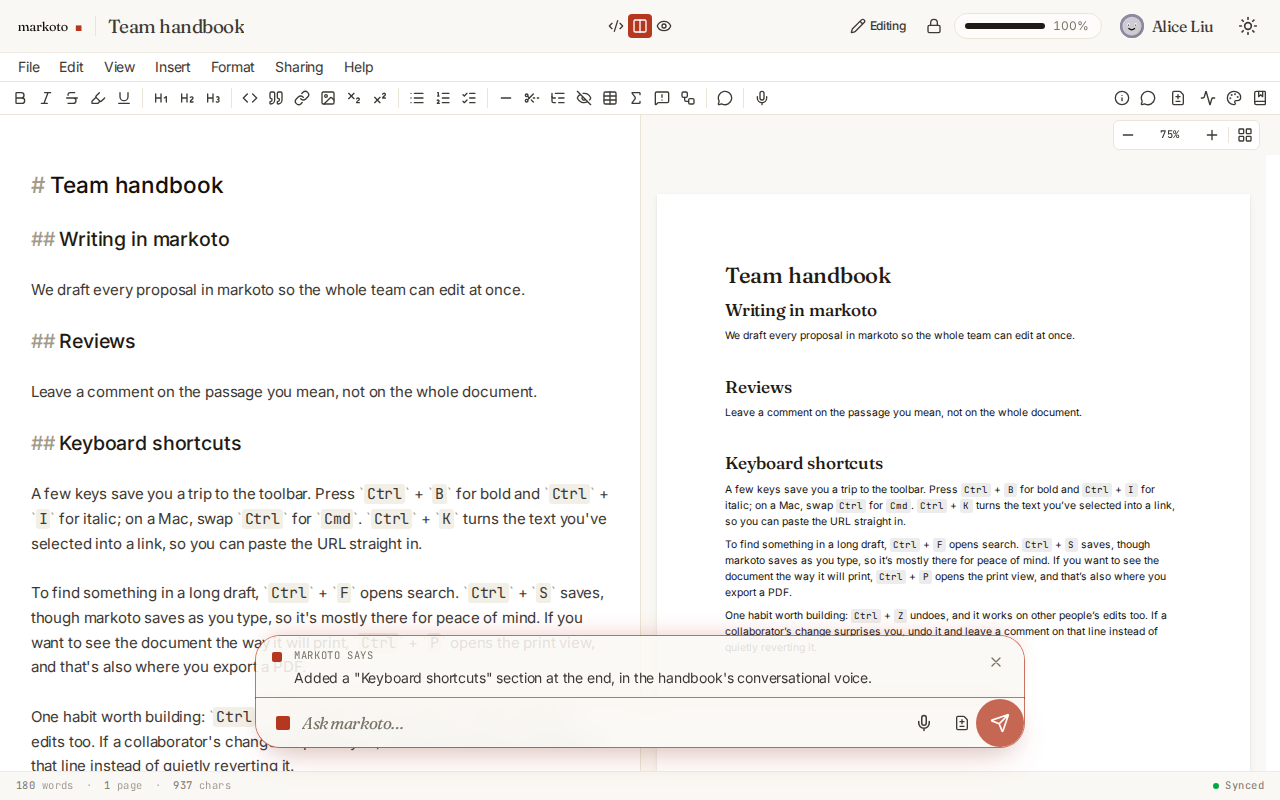 markoto
Team handbook
Editing
100%
Alice Liu
File Edit View Insert Format Sharing Help
H1 H2 H3
75%
# Team handbook
## Writing in markoto
We draft every proposal in markoto so the whole team can edit at once.
## Reviews
Leave a comment on the passage you mean, not on the whole document.
## Keyboard shortcuts
A few keys save you a trip to the toolbar. Press `Ctrl` + `B` for bold and `Ctrl` +
`I` for italic; on a Mac, swap `Ctrl` for `Cmd`. `Ctrl` + `K` turns the text you've
selected into a link, so you can paste the URL straight in.
To find something in a long draft, `Ctrl` + `F` opens search. `Ctrl` + `S` saves,
though markoto saves as you type, so it's mostly there for peace of mind. If you
want to see the document the way it will print, `Ctrl` + `P` opens the print view,
and that's also where you export a PDF.
One habit worth building: `Ctrl
edits too. If a collaborator's chang
that line instead of quietly reverting it.
Team handbook
Writing in markoto
We draft every proposal in markoto so the whole team can edit at once.
Reviews
Leave a comment on the passage you mean, not on the whole document.
Keyboard shortcuts
A few keys save you a trip to the toolbar. Press Ctrl + B for bold and Ctrl + I for
italic; on a Mac, swap Ctrl for Cmd. Ctrl + K turns the text you've selected into a link,
so you can paste the URL straight in.
To find something in a long draft, Ctrl + F opens search. Ctrl + S saves, though
markoto saves as you type, so it's mostly there for peace of mind. If you want to see the
document the way it will print, Ctrl + P opens the print view, and that's also where you
export a PDF.
One habit worth building: Ctrl + Z undoes, and it works on other people's edits too. If a
collaborator's change surprises you, undo it and leave a comment on that line instead of
quietly reverting it.
MARKOTO SAYS
Added a "Keyboard shortcuts" section at the end, in the handbook's conversational voice.
Ask markoto...
180 words · 1 page · 937 chars
Synced